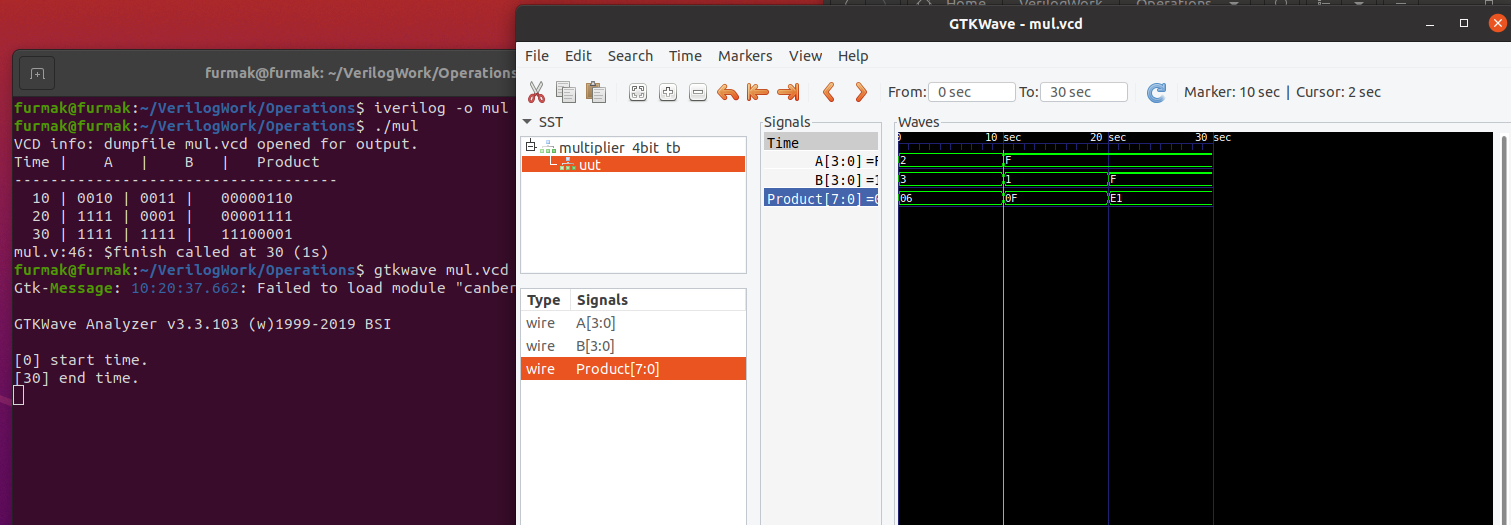 Home VerilogWork Operations
GTKWave - mul.vcd
File Edit Search Time Markers View Help
From: 0 sec To: 30 sec Marker: 10 sec | Cursor: 2 sec
furmak@furmak: ~/VerilogWork/Operations
furmak@furmak:~/VerilogWork/Operations$ iverilog -o mul
furmak@furmak:~/VerilogWork/Operations$ ./mul
VCD info: dumpfile mul.vcd opened for output.
Time | A | B | Product
-------------------------------------
10 | 0010 | 0011 | 00000110
20 | 1111 | 0001 | 00001111
30 | 1111 | 1111 | 11100001
mul.v:46: $finish called at 30 (1s)
furmak@furmak:~/VerilogWork/Operations$ gtkwave mul.vcd
Gtk-Message: 10:20:37.662: Failed to load module "canber
GTKWave Analyzer v3.3.103 (w)1999-2019 BSI
[0] start time.
[30] end time.
SST
multiplier_4bit_tb
uut
Type Signals
wire A[3:0]
wire B[3:0]
wire Product[7:0]
Signals
Time
A[3:0] =F
B[3:0] =1
Product[7:0] =0
Waves
0 10 sec 20 sec 30 sec
2 F
3 1 F
06 0F E1